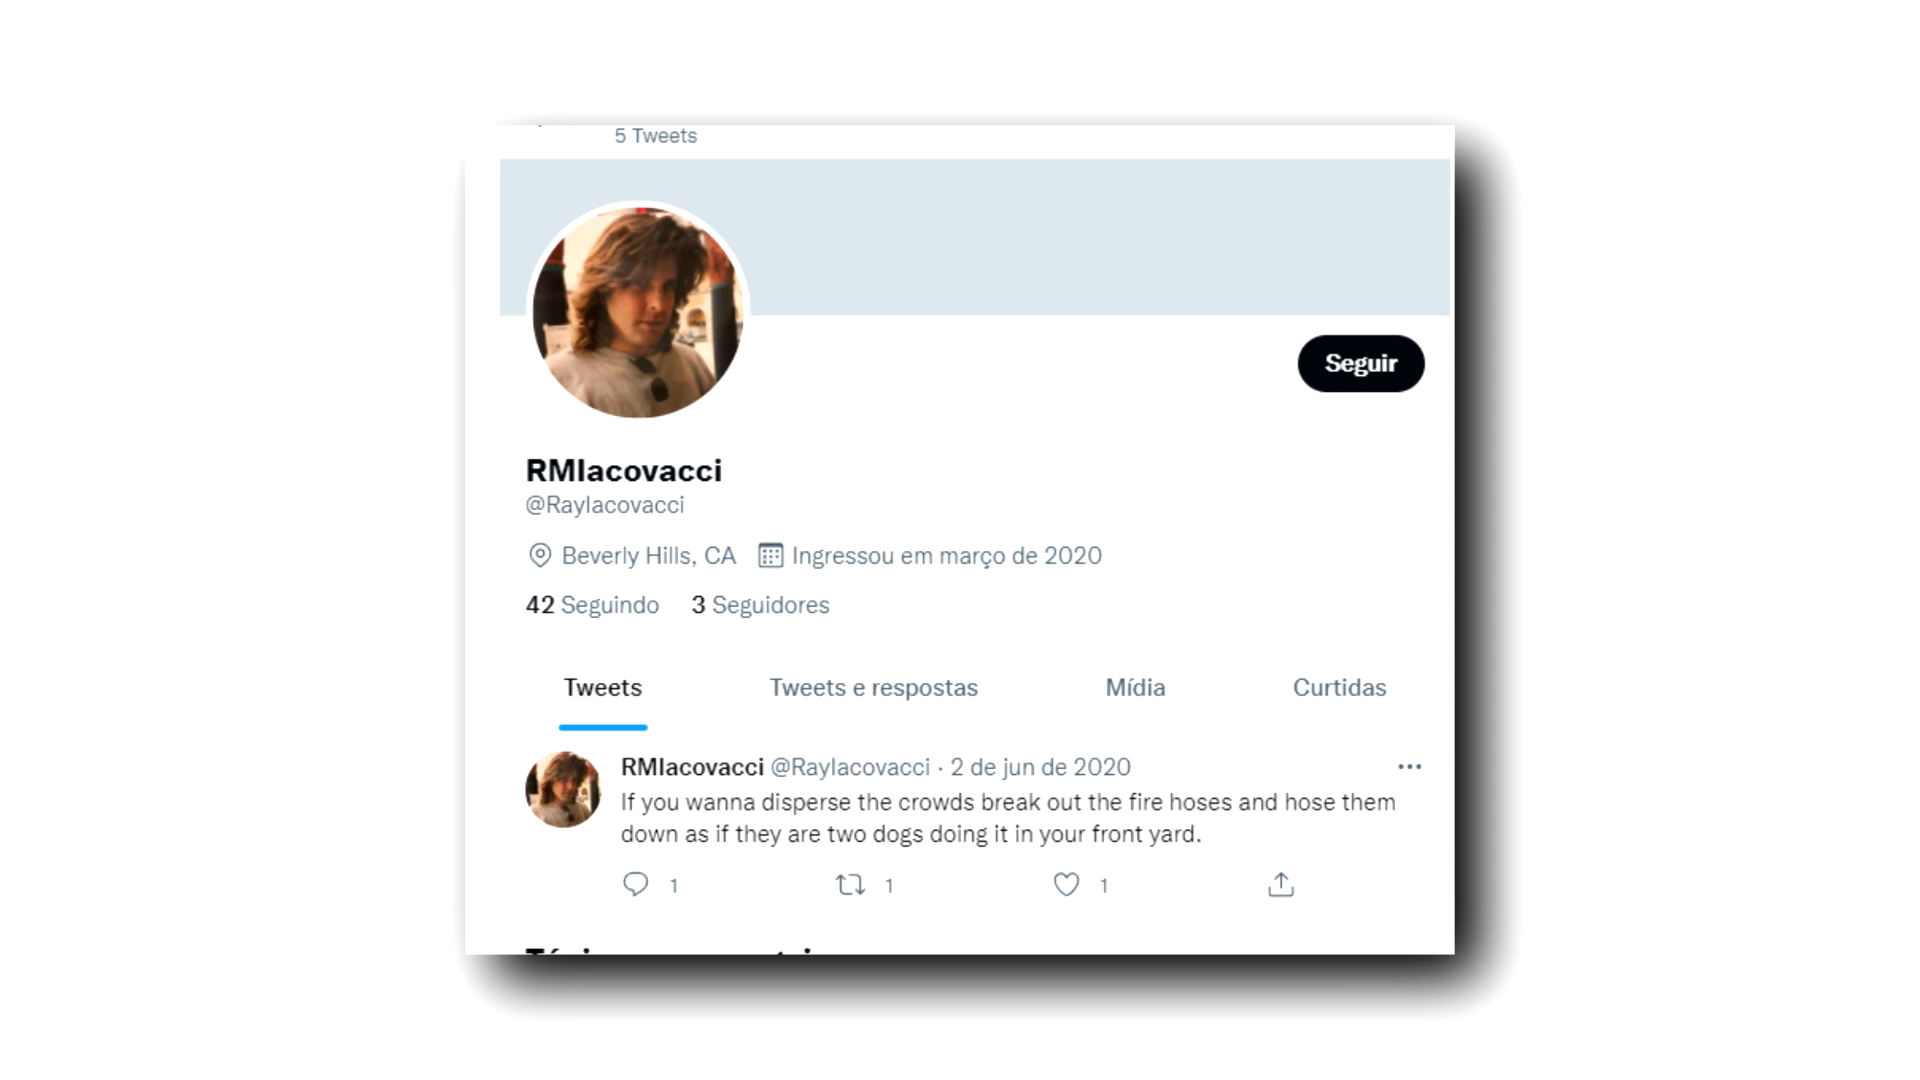 5 Tweets
Seguir
RMIacovacci
@RayIacovacci
Beverly Hills, CA Ingressou em março de 2020
42 Seguindo 3 Seguidores
Tweets Tweets e respostas Mídia Curtidas
RMIacovacci @RayIacovacci · 2 de jun de 2020
If you wanna disperse the crowds break out the fire hoses and hose them
down as if they are two dogs doing it in your front yard.
1 1 1